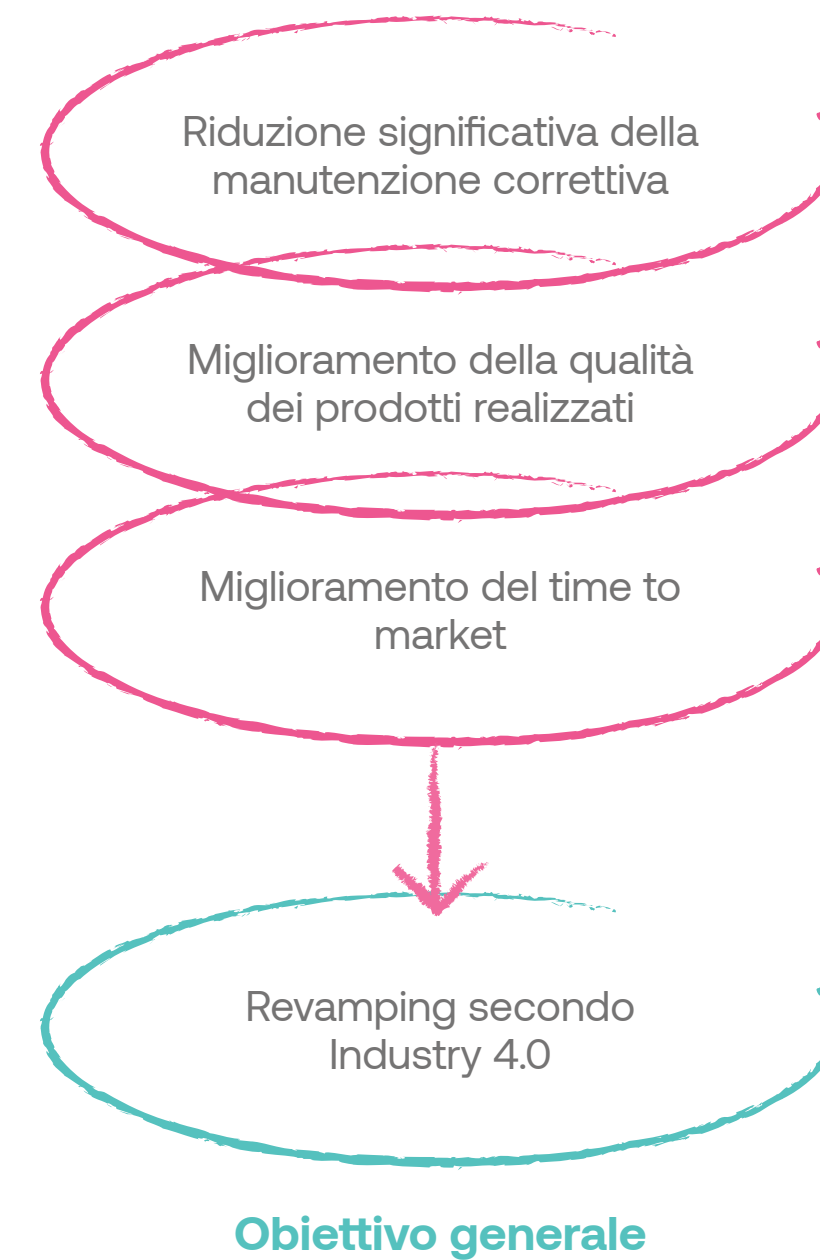 Riduzione significativa della
manutenzione correttiva
Miglioramento della qualità
dei prodotti realizzati
Miglioramento del time to
market
Revamping secondo
Industry 4.0
Obiettivo generale